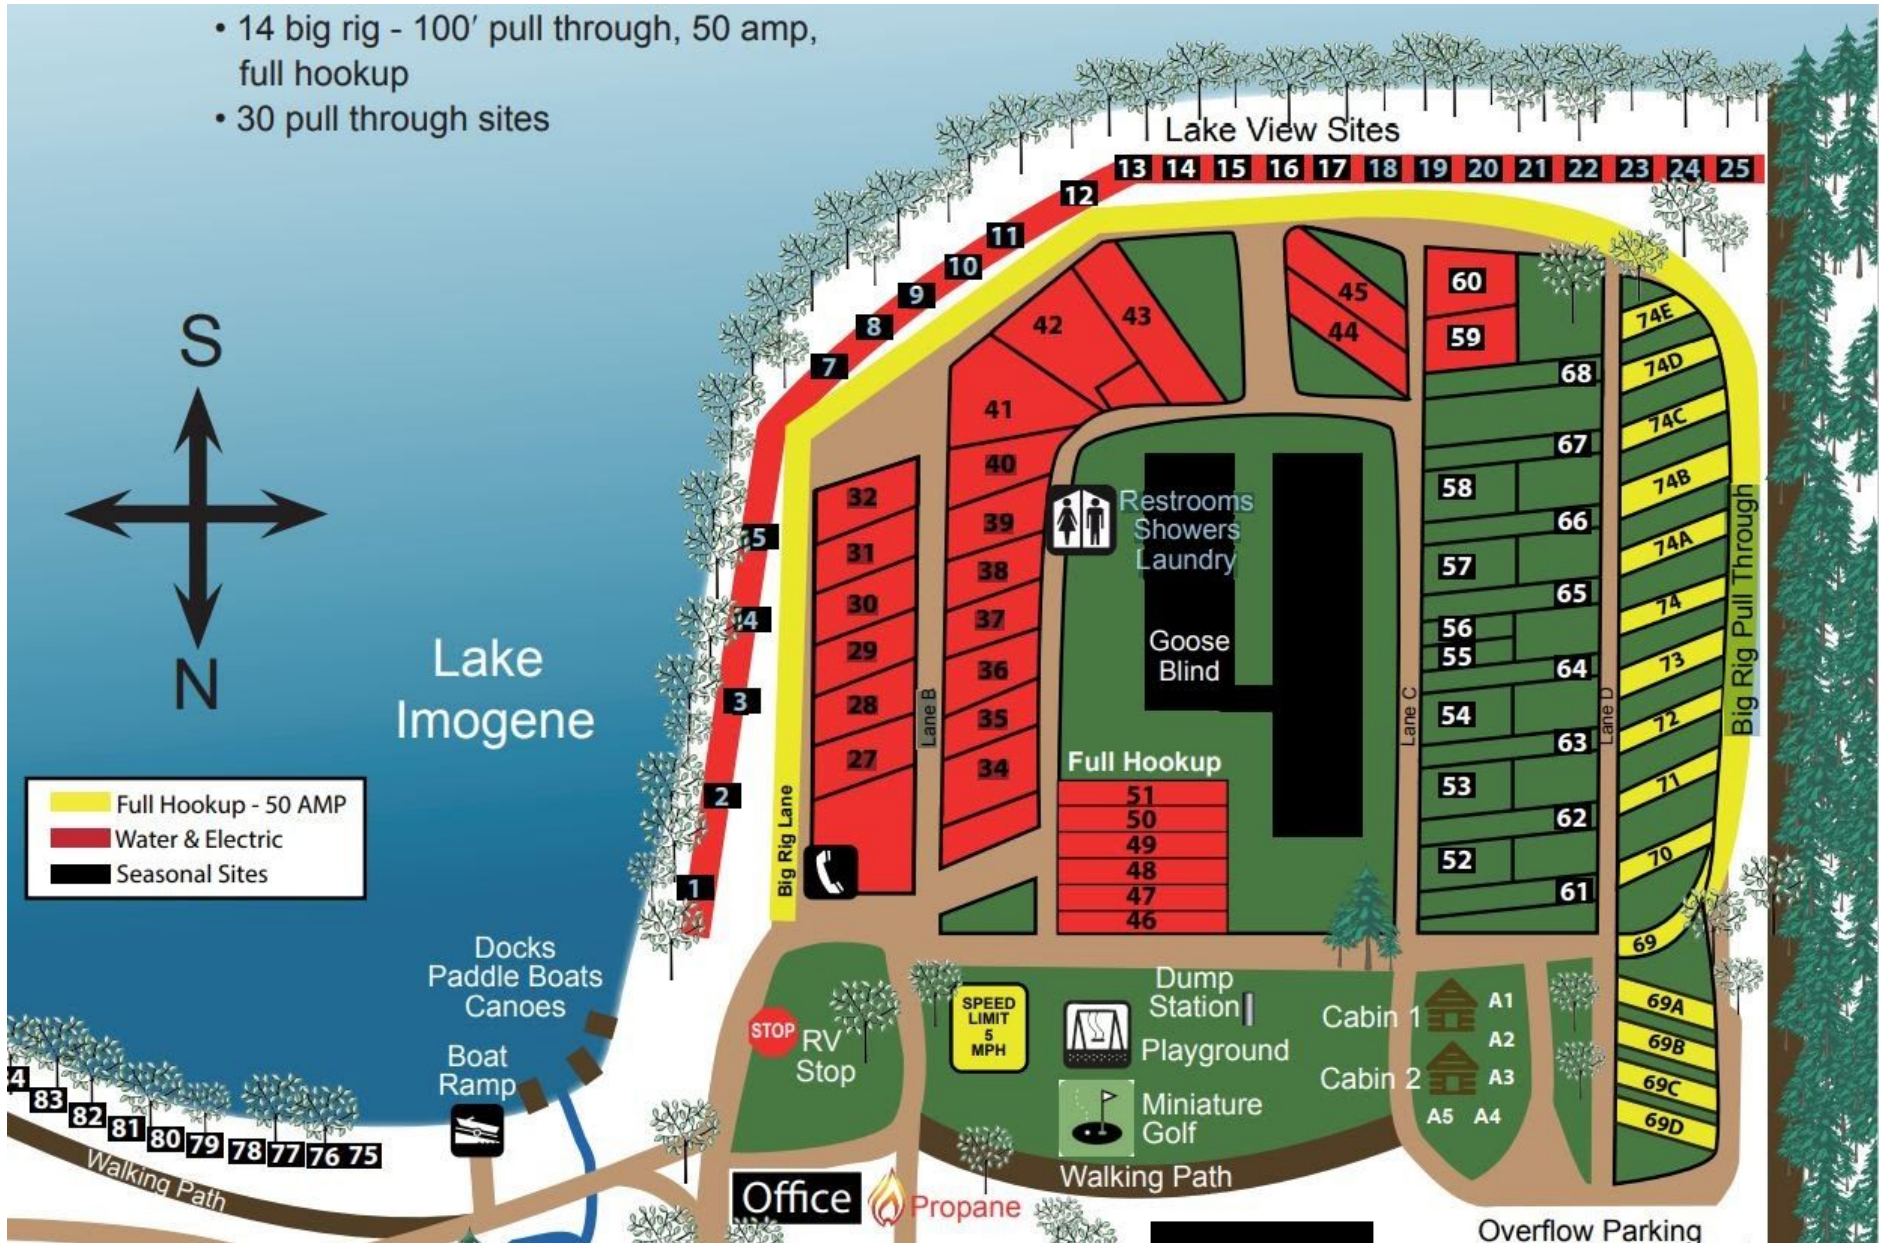 • 14 big rig - 100′ pull through, 50 amp,
full hookup
• 30 pull through sites
Lake View Sites
13 14 15 16 17 18 19 20 21 22 23 24 25
12
11
10
9
8
7
5
4
3
2
1
S
N
Lake
Imogene
Full Hookup - 50 AMP
Water & Electric
Seasonal Sites
Big Rig Lane
32
31
30
29
28
27
Lane B
43
42
41
40
39
38
37
36
35
34
45
44
Restrooms
Showers
Laundry
Goose
Blind
Full Hookup
51
50
49
48
47
46
Lane C
60
59
68
67
58
66
57
65
56
55
64
54
63
53
62
52
61
Lane D
74E
74D
74C
74B
74A
74
73
72
71
70
69
69A
69B
69C
69D
Big Rig Pull Through
Docks
Paddle Boats
Canoes
Boat
Ramp
4 83 82 81 80 79 78 77 76 75
Walking Path
STOP
RV
Stop
SPEED
LIMIT
5
MPH
Dump
Station
Playground
Miniature
Golf
Walking Path
Cabin 1
Cabin 2
A1
A2
A3
A5 A4
Office
Propane
Overflow Parking